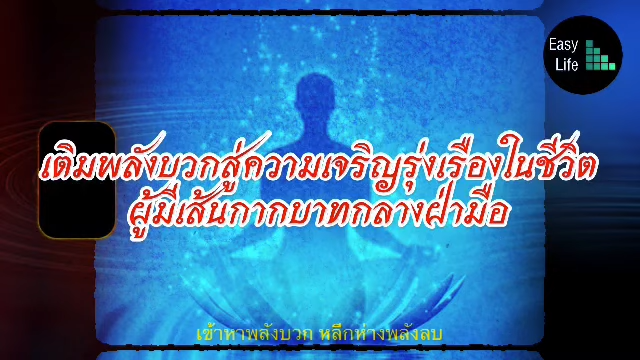 Easy
Life
เติมพลังบวกสู่ความเจริญรุ่งเรืองในชีวิต
ผู้มีเส้นกากบาทกลางฝ่ามือ
เข้าหาพลังบวก หลีกห่างพลังลบ